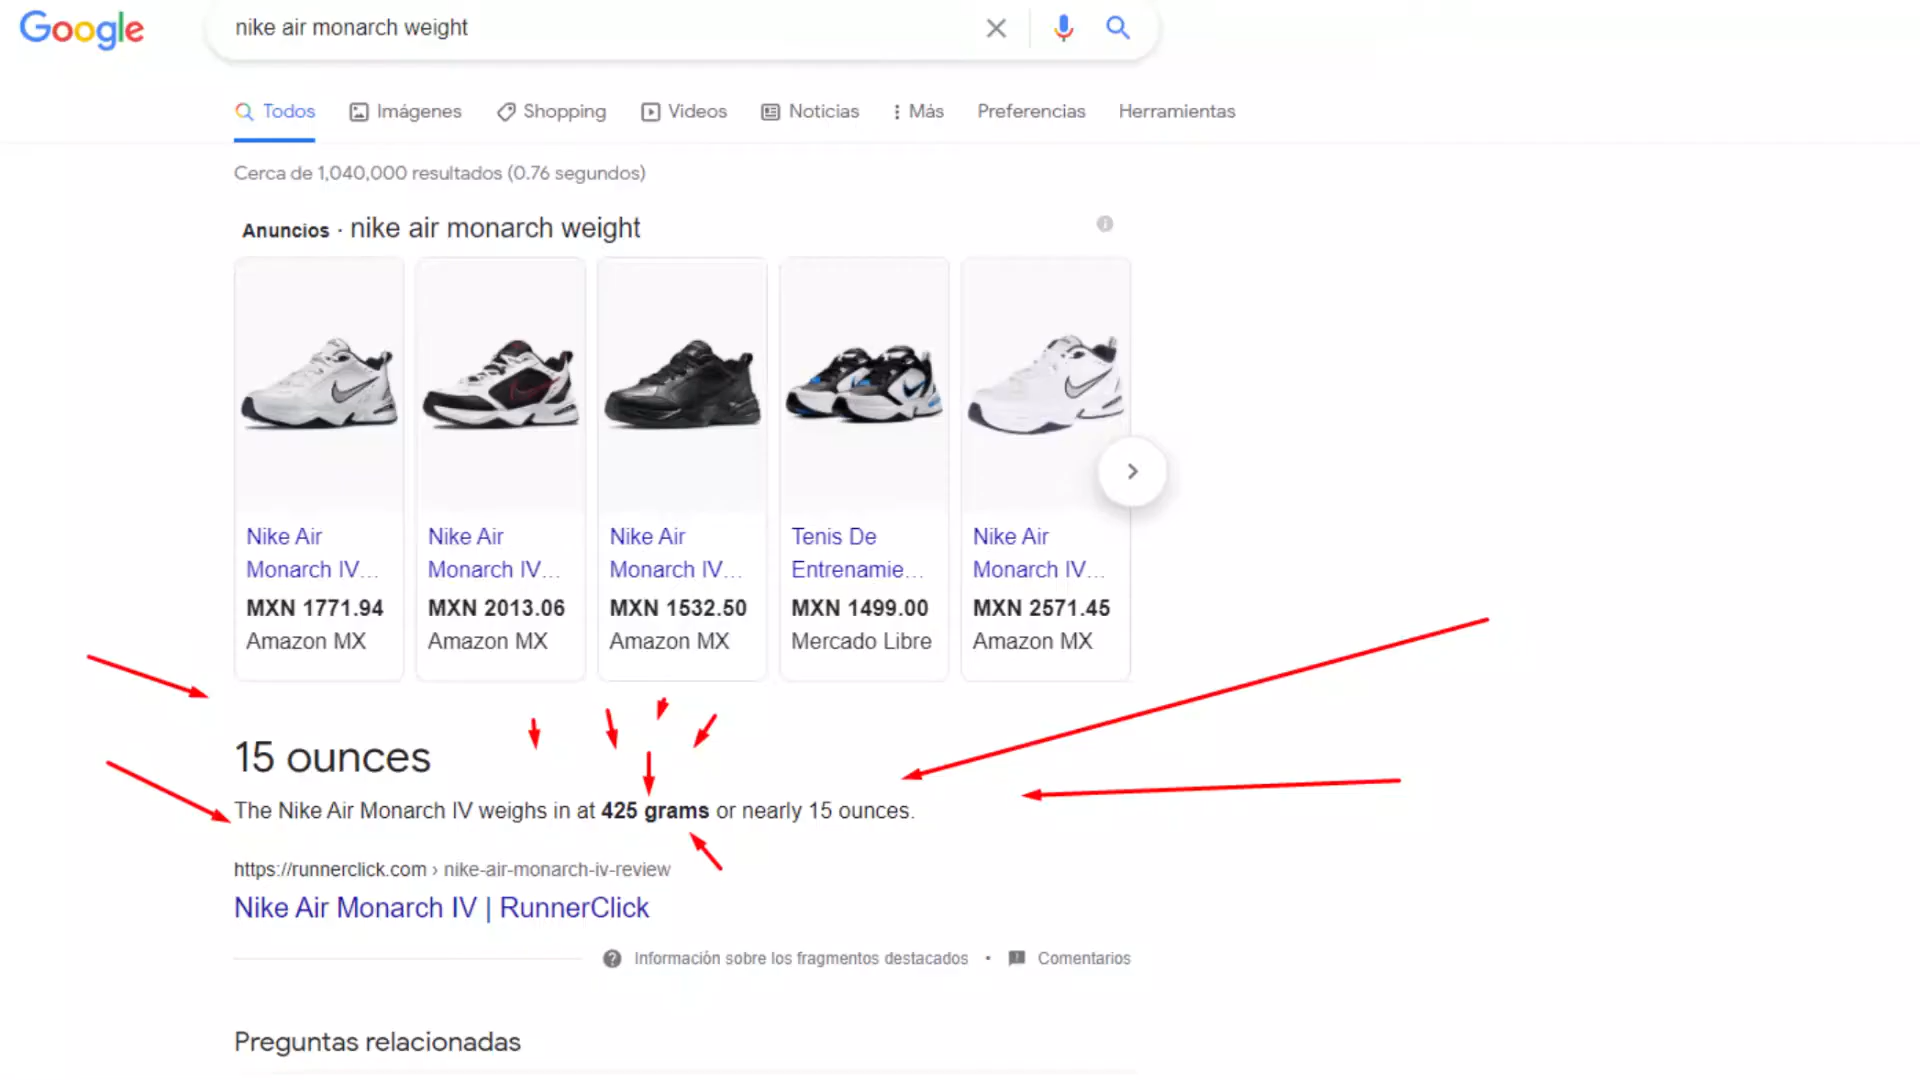 Google
nike air monarch weight
Todos Imágenes Shopping Videos Noticias Más Preferencias Herramientas
Cerca de 1,040,000 resultados (0.76 segundos)
Anuncios · nike air monarch weight
Nike Air
Monarch IV...
MXN 1771.94
Amazon MX
Nike Air
Monarch IV...
MXN 2013.06
Amazon MX
Nike Air
Monarch IV...
MXN 1532.50
Amazon MX
Tenis De
Entrenamie...
MXN 1499.00
Mercado Libre
Nike Air
Monarch IV...
MXN 2571.45
Amazon MX
15 ounces
The Nike Air Monarch IV weighs in at 425 grams or nearly 15 ounces.
https://runnerclick.com › nike-air-monarch-iv-review
Nike Air Monarch IV | RunnerClick
Información sobre los fragmentos destacados • Comentarios
Preguntas relacionadas